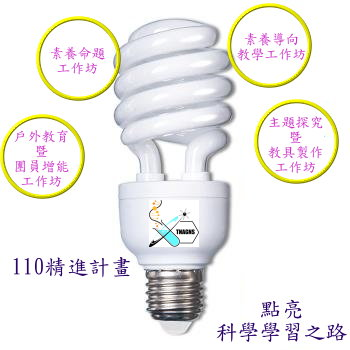 素養命題
工作坊
素養導向
教學工作坊
戶外教育
暨
團員增能
工作坊
主題探究
暨
教具製作
工作坊
TNAGNS
110精進計畫
點亮
科學學習之路